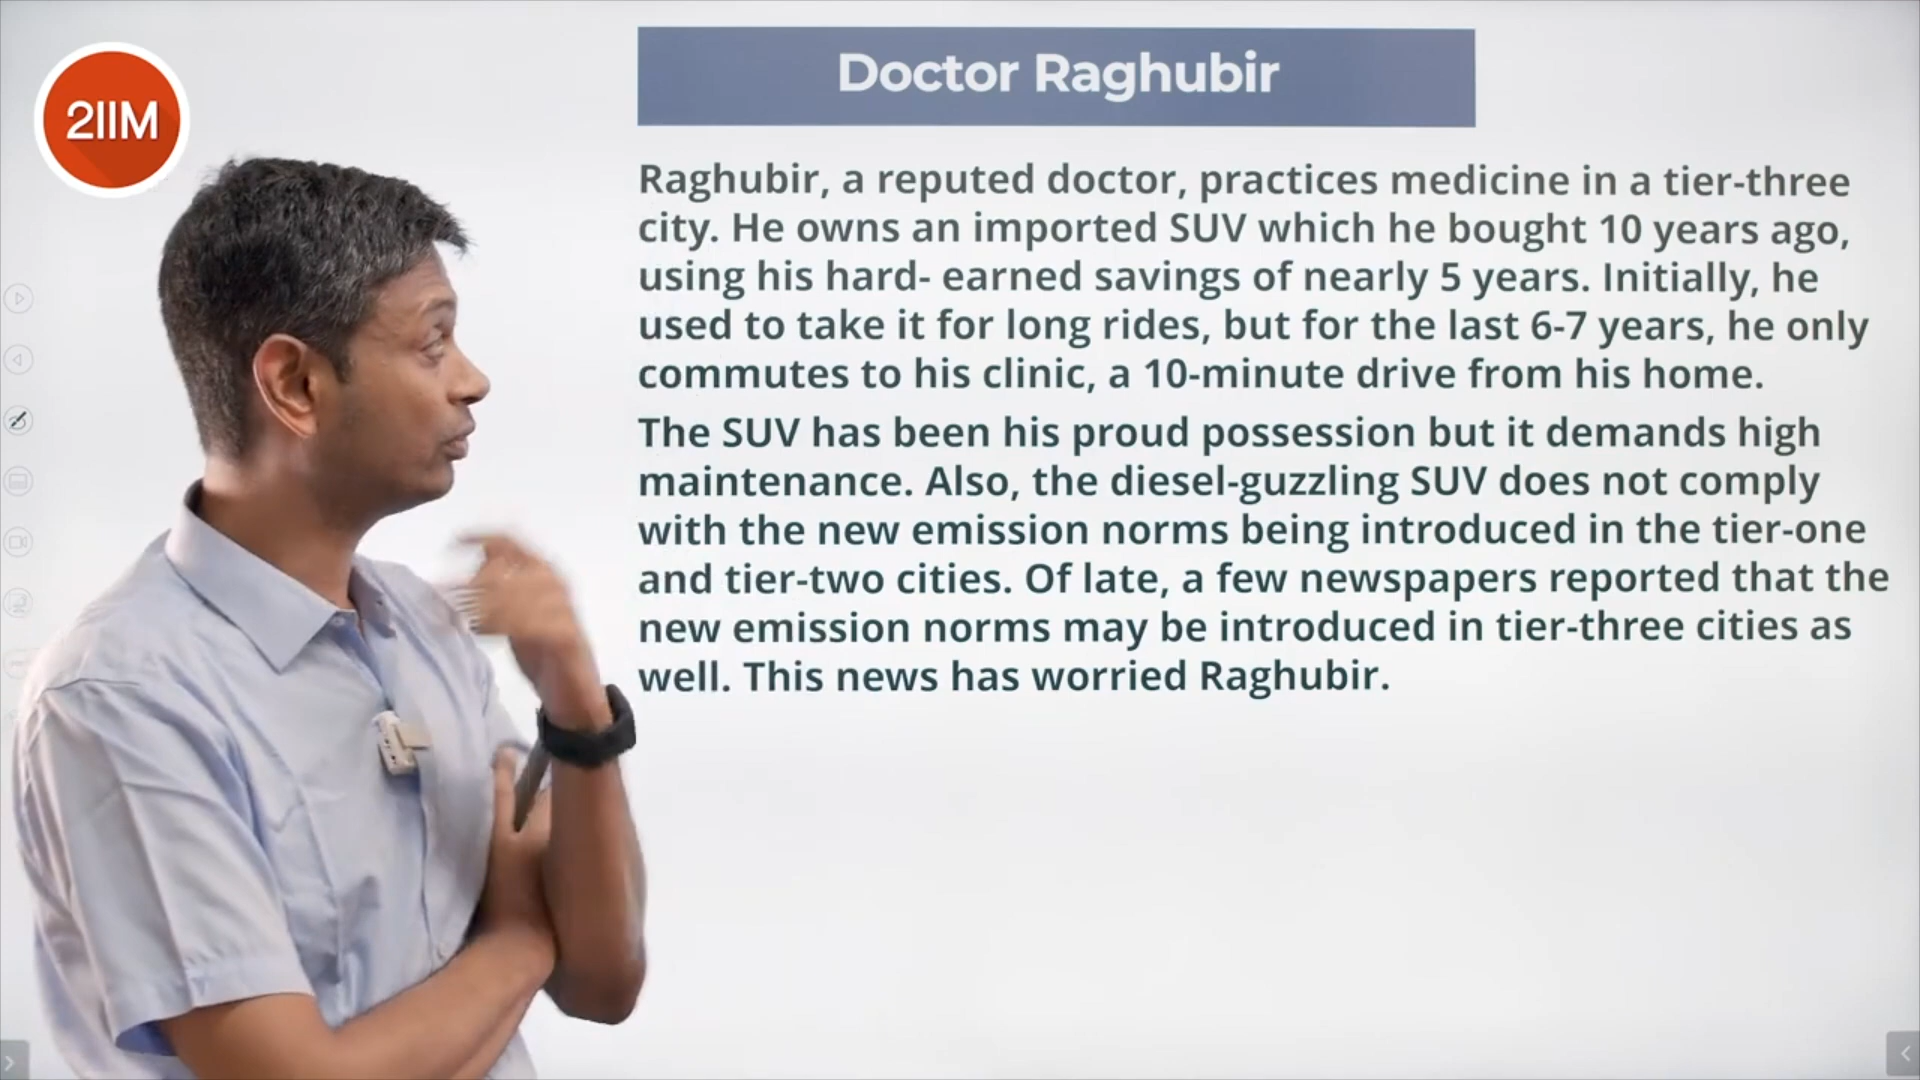 2IIM
Doctor Raghubir
Raghubir, a reputed doctor, practices medicine in a tier-three
city. He owns an imported SUV which he bought 10 years ago,
using his hard- earned savings of nearly 5 years. Initially, he
used to take it for long rides, but for the last 6-7 years, he only
commutes to his clinic, a 10-minute drive from his home.
The SUV has been his proud possession but it demands high
maintenance. Also, the diesel-guzzling SUV does not comply
with the new emission norms being introduced in the tier-one
and tier-two cities. Of late, a few newspapers reported that the
new emission norms may be introduced in tier-three cities as
well. This news has worried Raghubir.